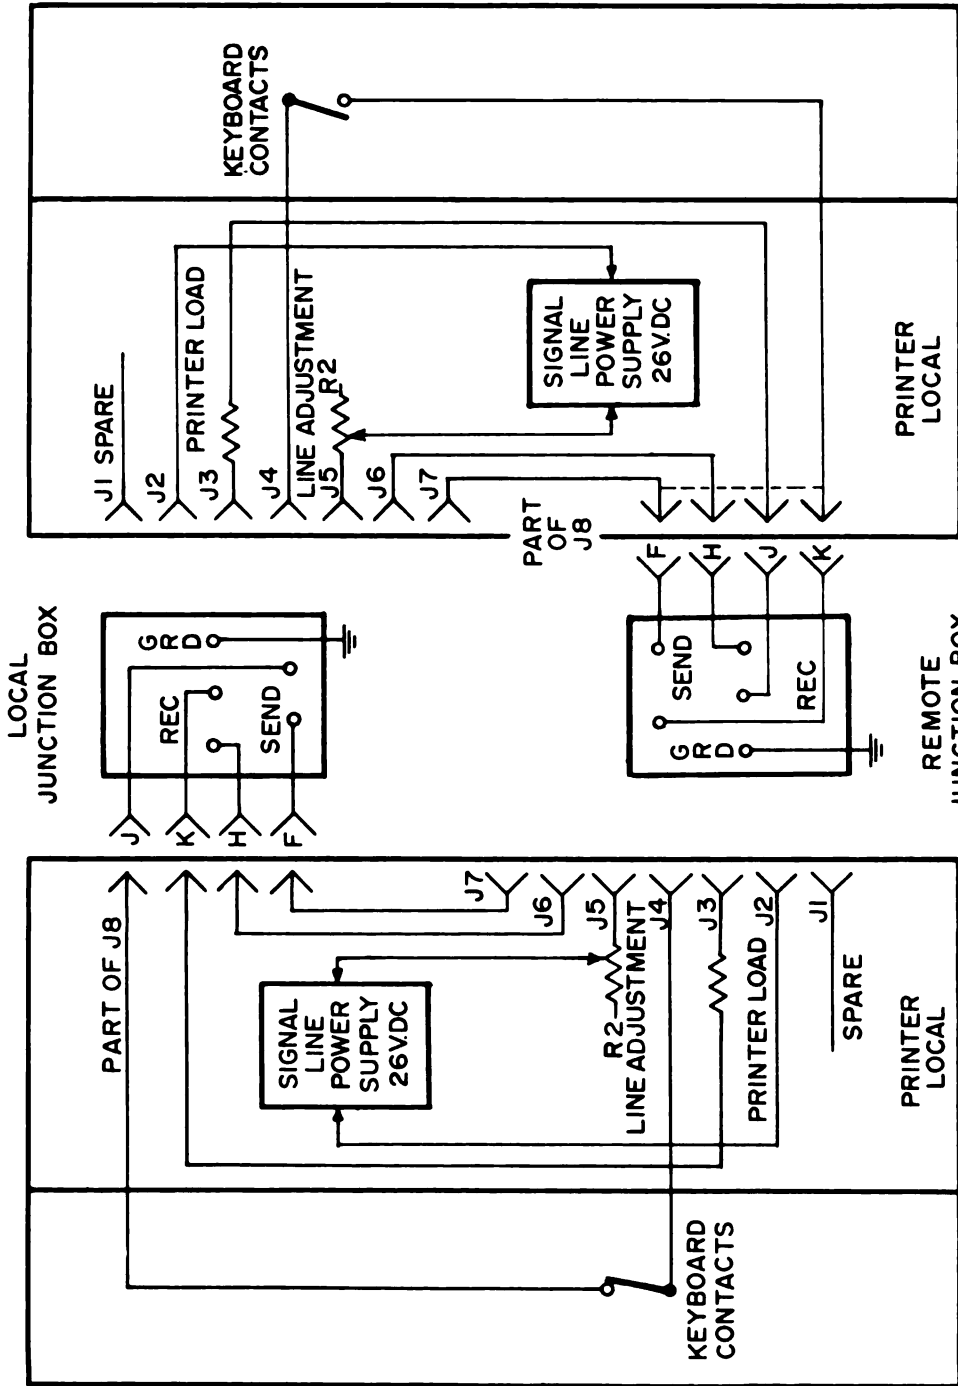 KEYBOARD
CONTACTS
J1 SPARE
J2
PRINTER LOAD
J3
J4
LINE ADJUSTMENT
R2
J5
J6
J7
SIGNAL
LINE
POWER
SUPPLY
26V.DC
PRINTER
LOCAL
PART
OF
J8
F
H
J
K
LOCAL
JUNCTION BOX
GRD
REC
SEND
J
K
H
F
SEND
REC
GRD
REMOTE
PART OF J8
J7
J6
J5
J4
J3
J2
J1
SIGNAL
LINE
POWER
SUPPLY
26V.DC
R2
LINE ADJUSTMENT
PRINTER LOAD
SPARE
PRINTER
LOCAL
KEYBOARD
CONTACTS